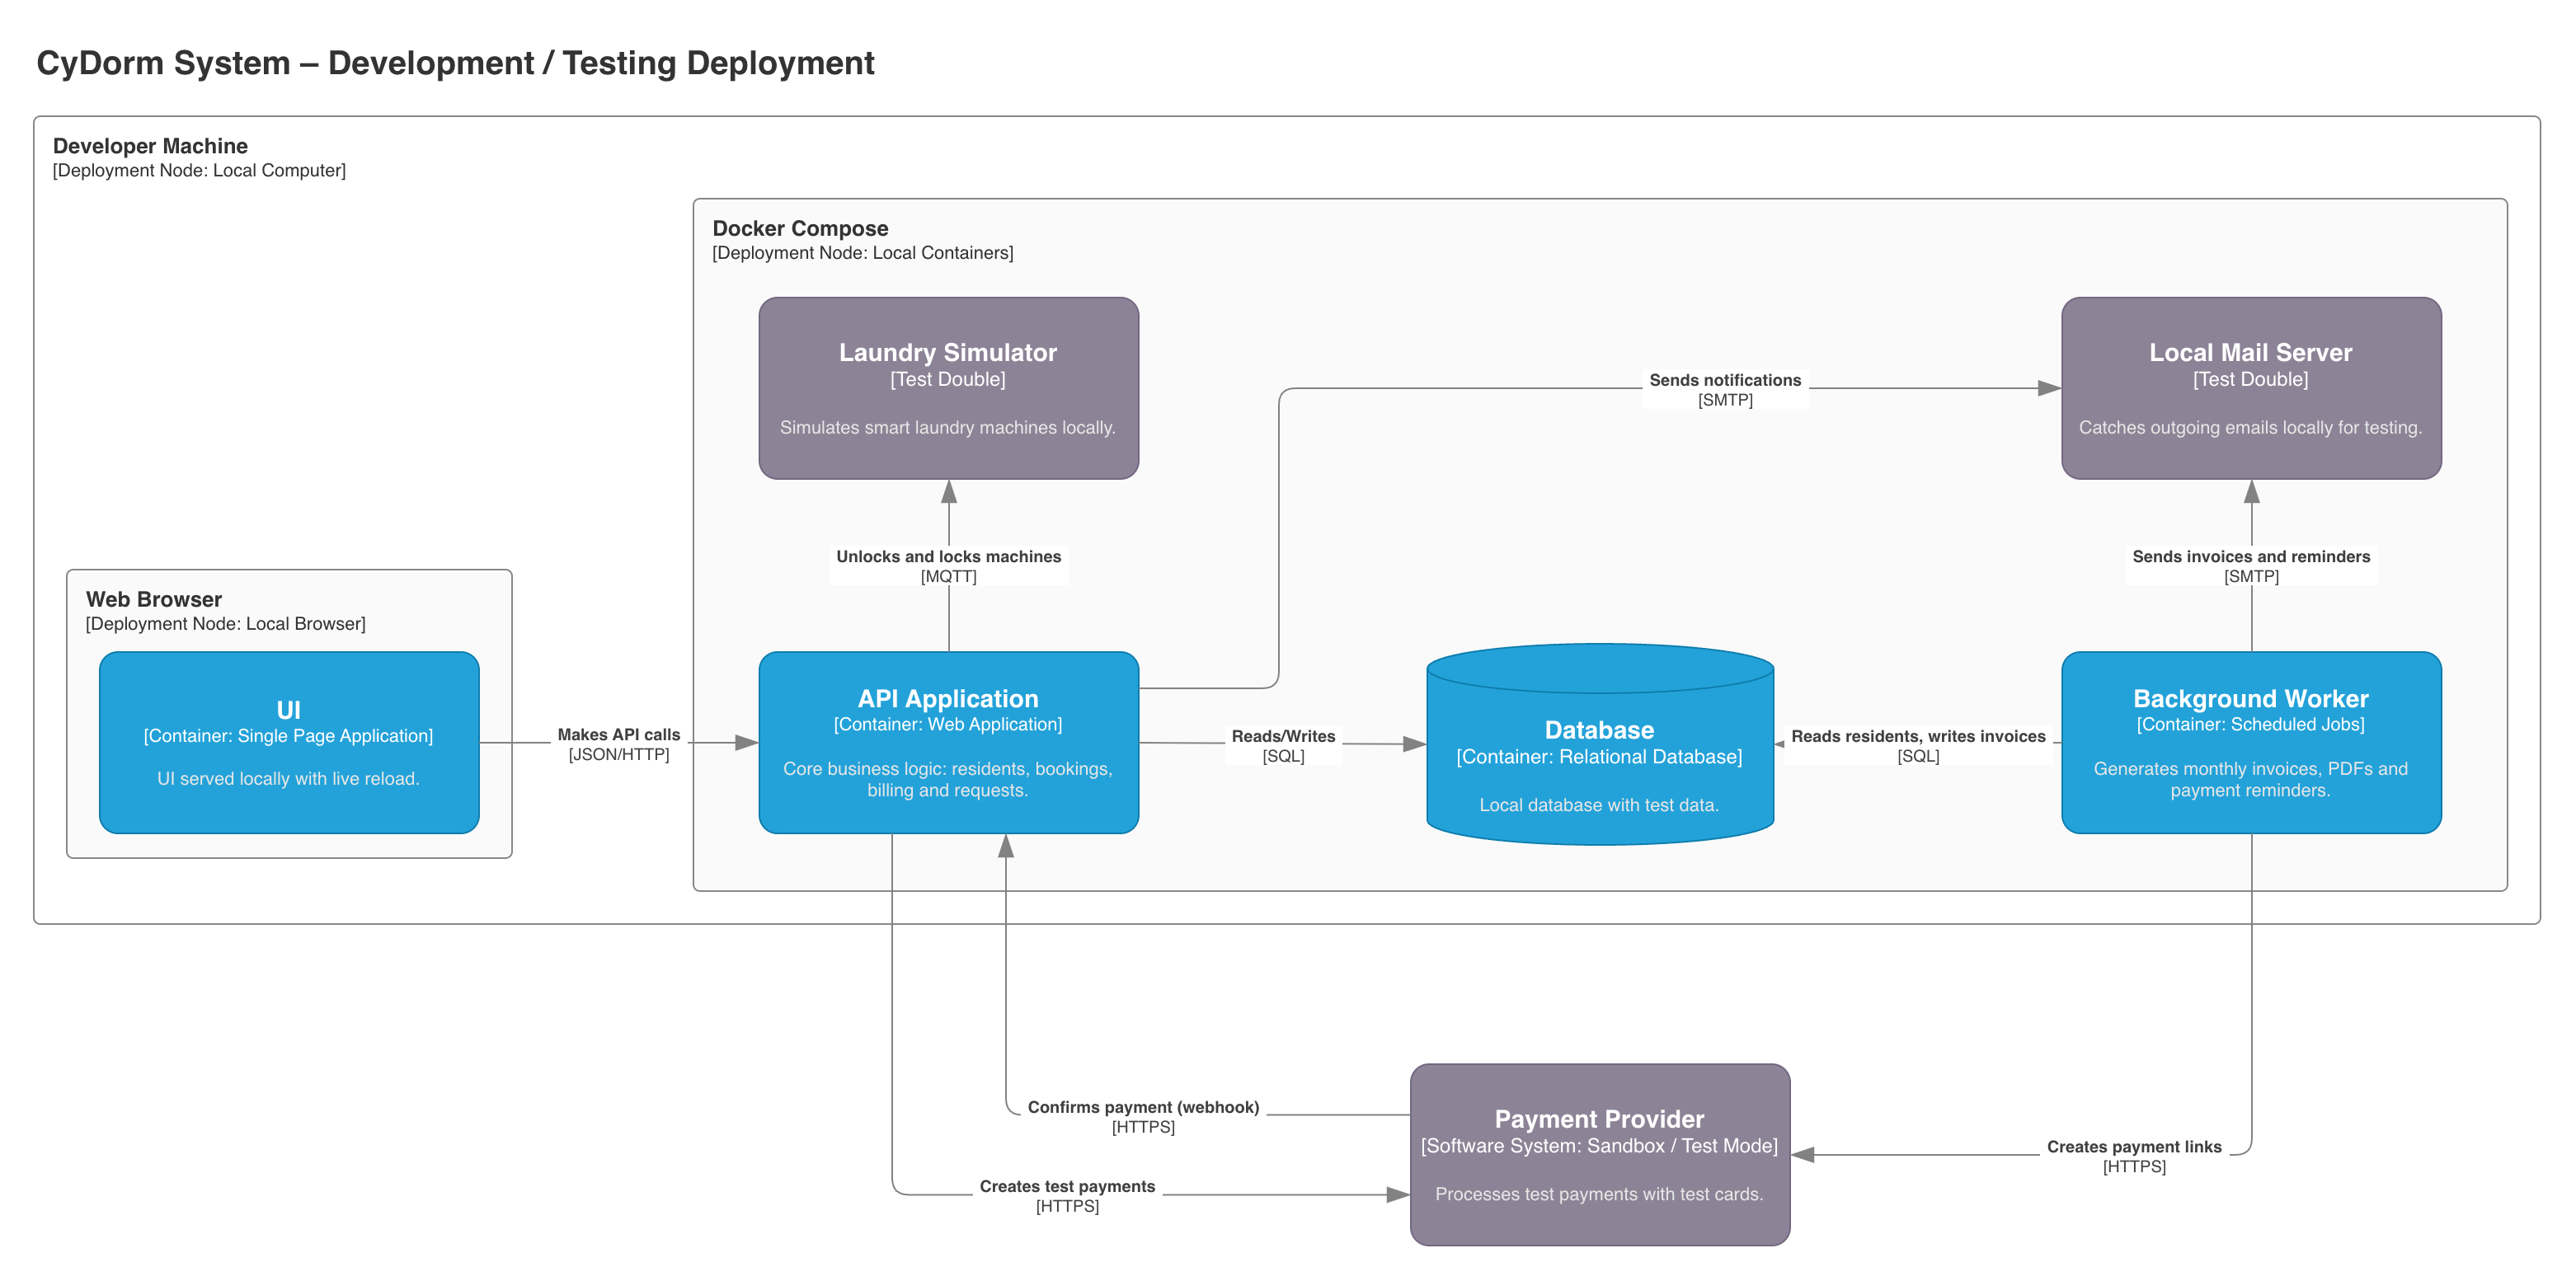 CyDorm System – Development / Testing Deployment
Developer Machine
[Deployment Node: Local Computer]
Docker Compose
[Deployment Node: Local Containers]
Laundry Simulator
[Test Double]
Simulates smart laundry machines locally.
Local Mail Server
[Test Double]
Catches outgoing emails locally for testing.
Sends notifications
[SMTP]
Unlocks and locks machines
[MQTT]
Sends invoices and reminders
[SMTP]
Web Browser
[Deployment Node: Local Browser]
UI
[Container: Single Page Application]
UI served locally with live reload.
Makes API calls
[JSON/HTTP]
API Application
[Container: Web Application]
Core business logic: residents, bookings,
billing and requests.
Reads/Writes
[SQL]
Database
[Container: Relational Database]
Local database with test data.
Reads residents, writes invoices
[SQL]
Background Worker
[Container: Scheduled Jobs]
Generates monthly invoices, PDFs and
payment reminders.
Confirms payment (webhook)
[HTTPS]
Creates test payments
[HTTPS]
Payment Provider
[Software System: Sandbox / Test Mode]
Processes test payments with test cards.
Creates payment links
[HTTPS]